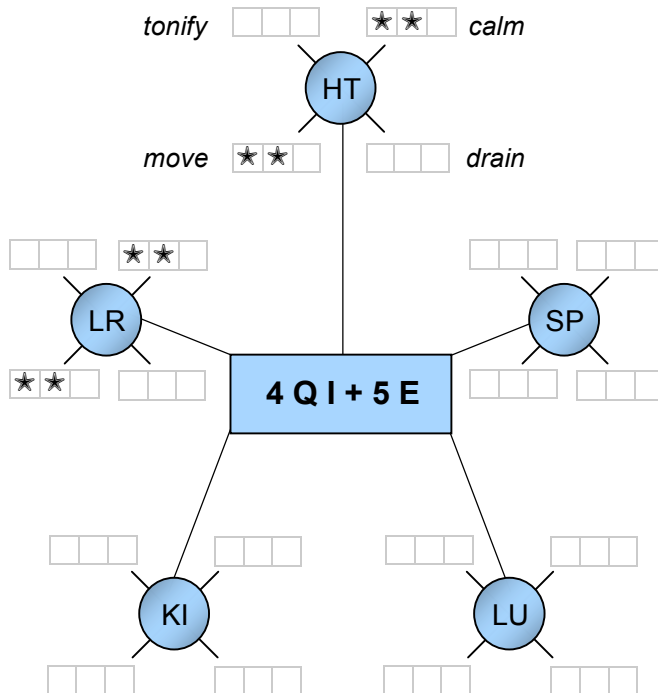 tonify calm
HT
move drain
LR SP
4 Q I + 5 E
KI LU